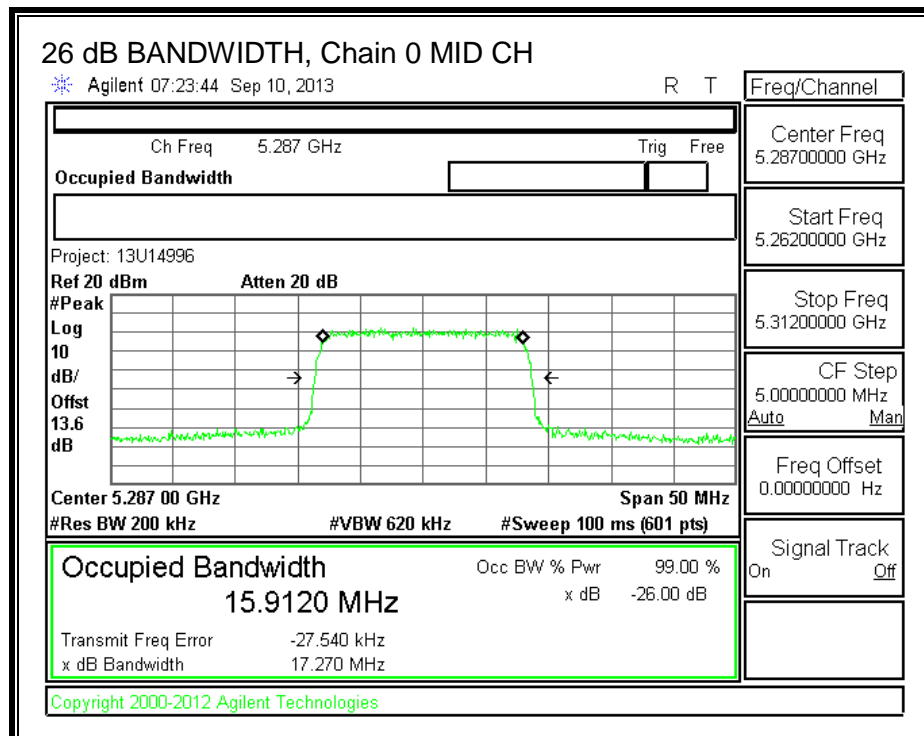 26 dB BANDWIDTH, Chain 0 MID CH
Agilent 07:23:44 Sep 10, 2013 R T
Freq/Channel
Ch Freq 5.287 GHz Trig Free
Occupied Bandwidth
Center Freq
5.28700000 GHz
Start Freq
5.26200000 GHz
Project: 13U14996
Ref 20 dBm Atten 20 dB
#Peak
Log
10
dB/
Offst
13.6
dB
Stop Freq
5.31200000 GHz
CF Step
5.00000000 MHz
Auto Man
Freq Offset
0.00000000 Hz
Center 5.287 00 GHz Span 50 MHz
#Res BW 200 kHz #VBW 620 kHz #Sweep 100 ms (601 pts)
Signal Track
On Off
Occupied Bandwidth Occ BW % Pwr 99.00 %
15.9120 MHz x dB -26.00 dB
Transmit Freq Error -27.540 kHz
x dB Bandwidth 17.270 MHz
Copyright 2000-2012 Agilent Technologies